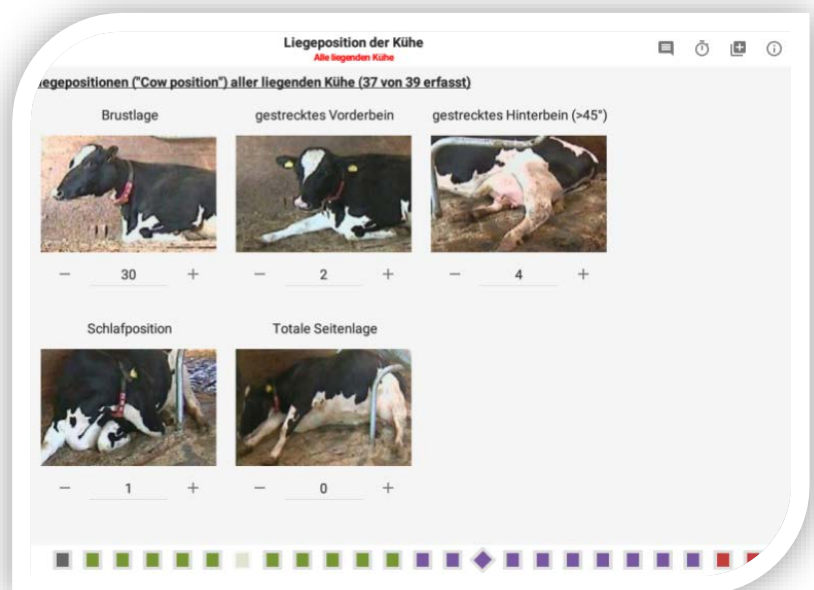 Liegeposition der Kühe
Alle liegenden Kühe
iegepositionen ("Cow position") aller liegenden Kühe (37 von 39 erfasst)
Brustlage gestrecktes Vorderbein gestrecktes Hinterbein (>45°)
− 30 + − 2 + − 4 +
Schlafposition Totale Seitenlage
− 1 + − 0 +